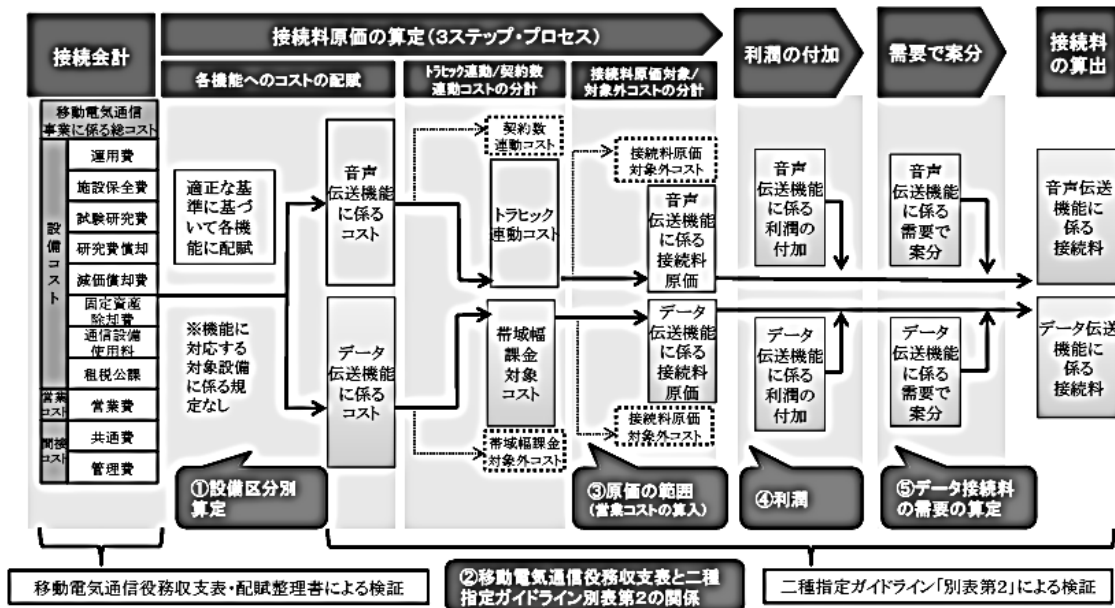 接続会計
接続料原価の算定（3ステップ・プロセス）
利潤の付加
需要で案分
接続料
の算出
各機能へのコストの配賦
トラヒック連動/契約数
連動コストの分計
接続料原価対象/
対象外コストの分計
移動電気通信
事業に係る総コスト
設備コスト
運用費
施設保全費
試験研究費
研究費償却
減価償却費
固定資産
除却費
通信設備
使用料
租税公課
営業
コスト
営業費
間接
コスト
共通費
管理費
適正な基
準に基づ
いて各機
能に配賦
※機能に
対応する
対象設備
に係る規
定なし
①設備区分別
算定
音声
伝送機能
に係る
コスト
データ
伝送機能
に係る
コスト
契約数
連動コスト
トラヒック
連動コスト
帯域幅
課金
対象
コスト
帯域幅課金
対象外コスト
接続料原価
対象外コスト
音声
伝送機能
に係る
接続料
原価
データ
伝送機能
に係る
接続料
原価
接続料原価
対象外コスト
③原価の範囲
(営業コストの算入)
音声
伝送機能
に係る
利潤の
付加
データ
伝送機能
に係る
利潤の
付加
④利潤
音声
伝送機能
に係る
需要で
案分
データ
伝送機能
に係る
需要で
案分
⑤データ接続料
の需要の算定
音声伝送
機能に
係る
接続料
データ伝送
機能に
係る
接続料
移動電気通信役務収支表・配賦整理書による検証
②移動電気通信役務収支表と二種
指定ガイドライン別表第2の関係
二種指定ガイドライン「別表第2」による検証